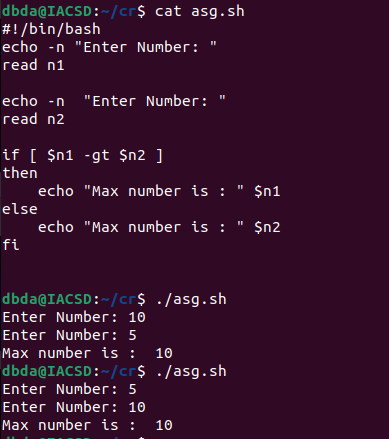 dbda@IACSD:~/cr$ cat asg.sh
#!/bin/bash
echo -n "Enter Number: "
read n1

echo -n  "Enter Number: "
read n2

if [ $n1 -gt $n2 ]
then
    echo "Max number is : " $n1
else
    echo "Max number is : " $n2
fi

dbda@IACSD:~/cr$ ./asg.sh
Enter Number: 10
Enter Number: 5
Max number is :  10
dbda@IACSD:~/cr$ ./asg.sh
Enter Number: 5
Enter Number: 10
Max number is :  10